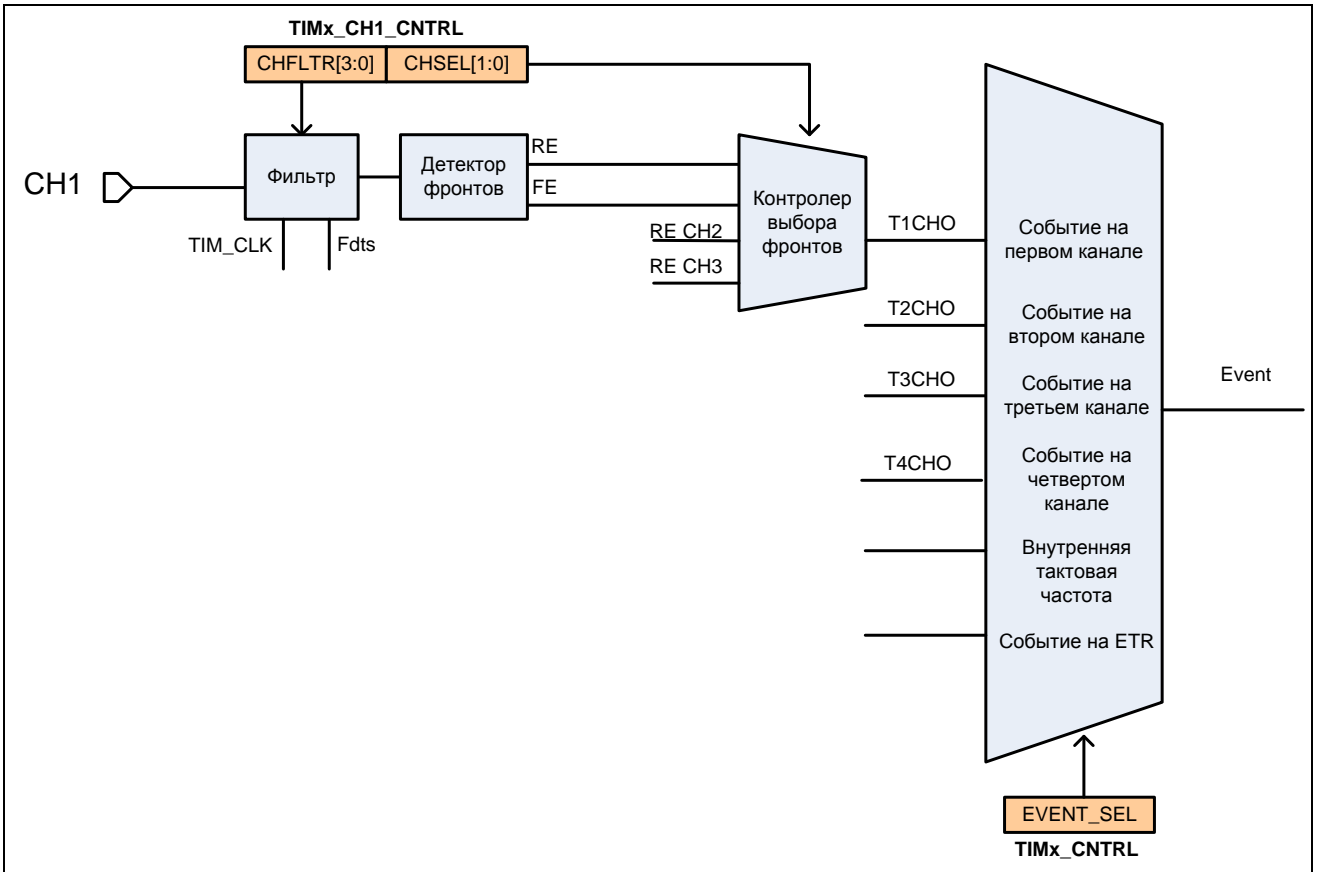 TIMx_CH1_CNTRL
CHFLTR[3:0]
CHSEL[1:0]
CH1
Фильтр
TIM_CLK
Fdts
Детектор
фронтов
RE
FE
RE CH2
RE CH3
Контролер
выбора
фронтов
T1CHO
T2CHO
T3CHO
T4CHO
Событие на
первом канале
Событие на
втором канале
Событие на
третьем канале
Событие на
четвертом
канале
Внутренняя
тактовая
частота
Событие на ETR
Event
EVENT_SEL
TIMx_CNTRL